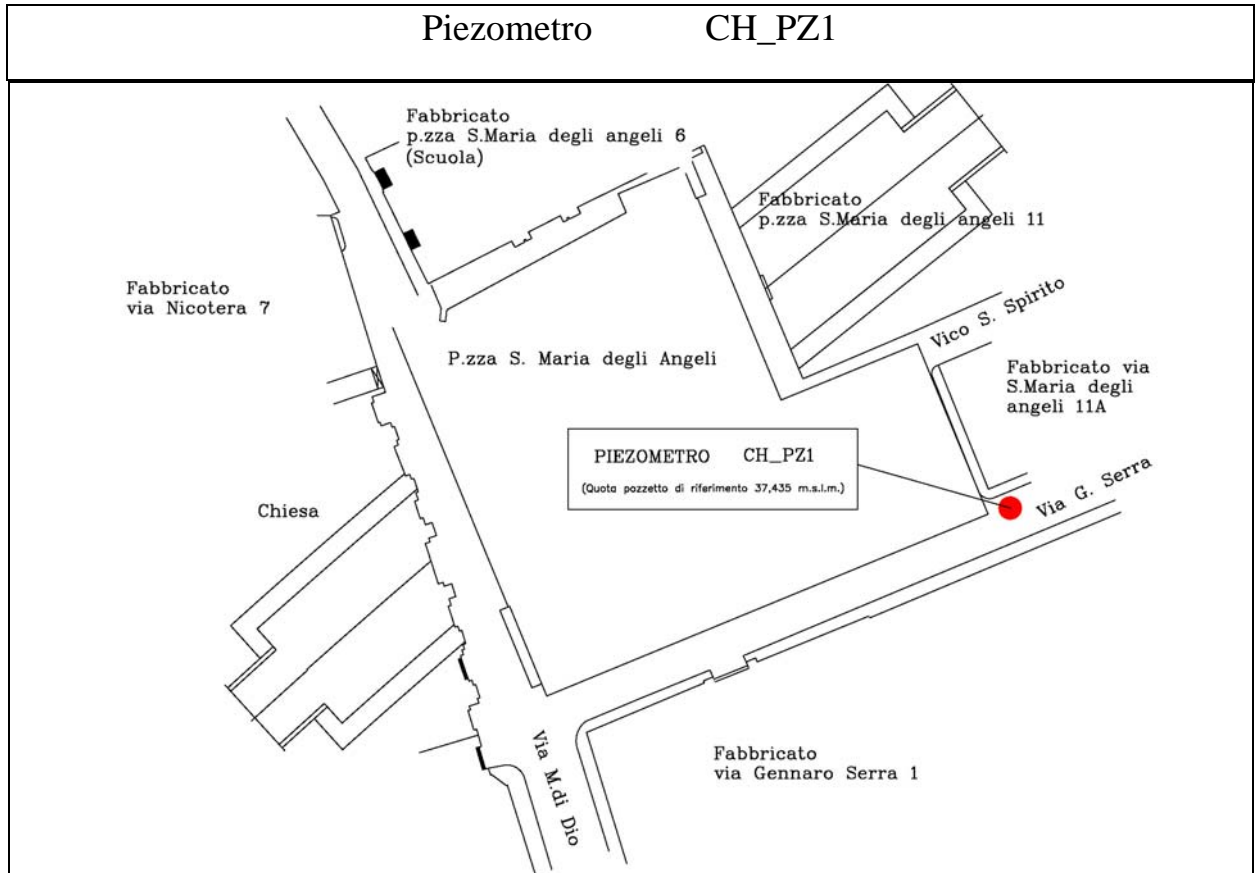 Piezometro CH_PZ1
Fabbricato
p.zza S.Maria degli angeli 6
(Scuola)
Fabbricato
p.zza S.Maria degli angeli 11
Fabbricato
via Nicotera 7
Vico S. Spirito
P.zza S. Maria degli Angeli
Fabbricato via
S.Maria degli
angeli 11A
PIEZOMETRO CH_PZ1
(Quota pozzetto di riferimento 37,435 m.s.l.m.)
Via G. Serra
Chiesa
Via M.di Dio
Fabbricato
via Gennaro Serra 1